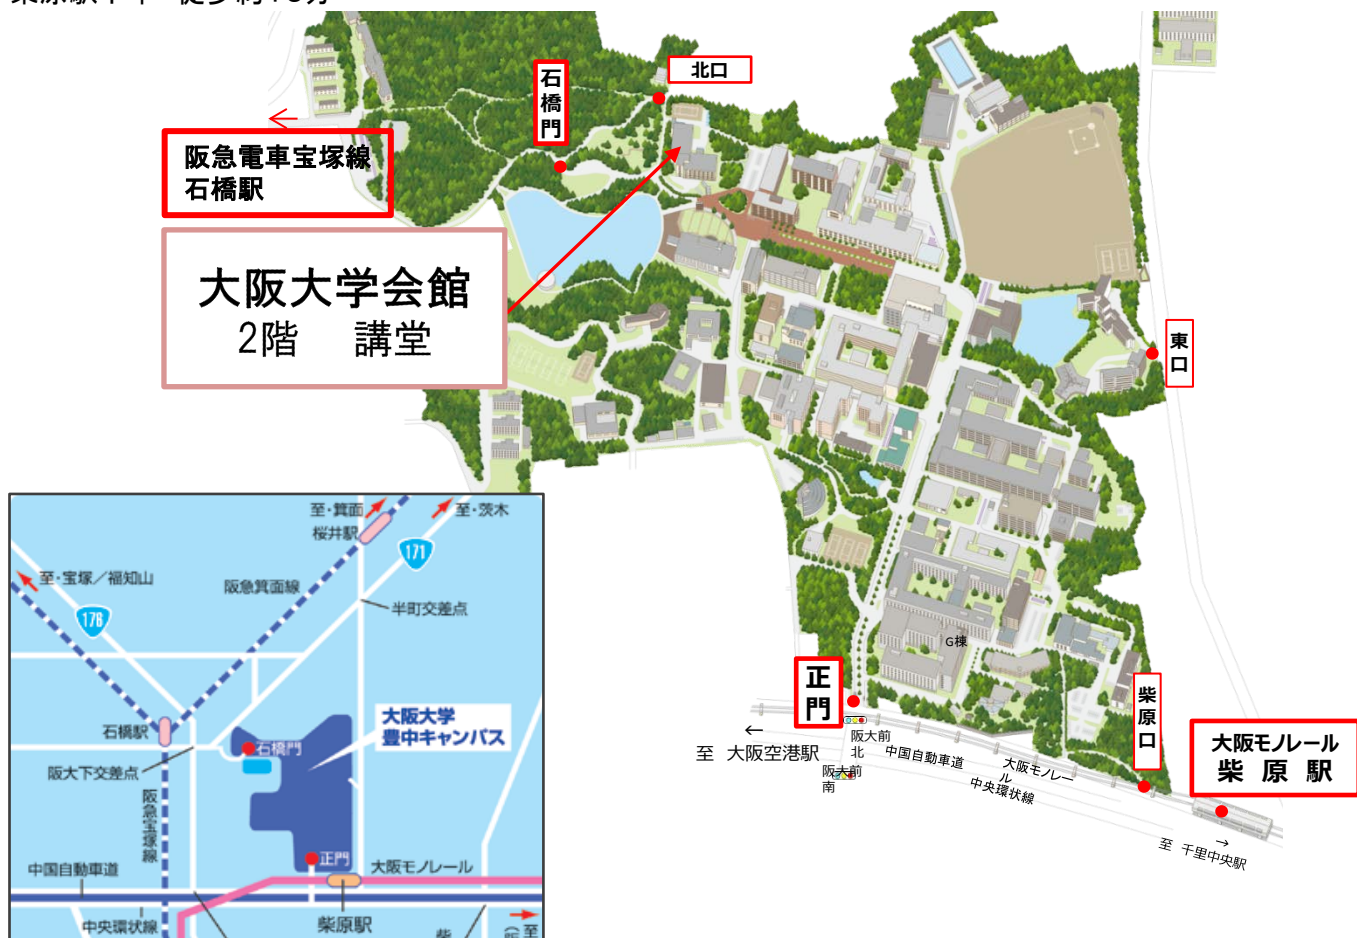 北口
石橋門
阪急電車宝塚線
石橋駅
大阪大学会館
2階 講堂
東口
G棟
正門
柴原口
大阪モノレール
柴原駅
←
至 大阪空港駅
阪大前北
阪大前南
中国自動車道
大阪モノレール
中央環状線
→
至 千里中央駅
至・箕面
至・茨木
桜井駅
171
至・宝塚/福知山
阪急箕面線
176
半町交差点
石橋駅
石橋門
大阪大学
豊中キャンパス
阪大下交差点
阪急宝塚線
正門
中国自動車道
大阪モノレール
中央環状線
柴原駅
至